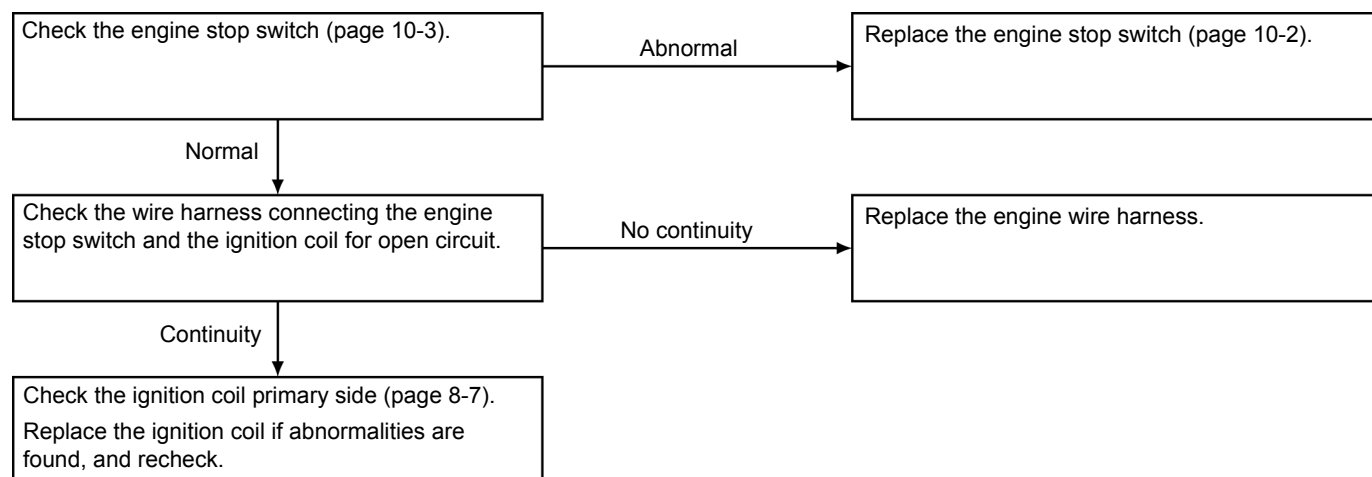 Check the engine stop switch (page 10-3).
Abnormal
Replace the engine stop switch (page 10-2).
Normal
Check the wire harness connecting the engine
stop switch and the ignition coil for open circuit.
No continuity
Replace the engine wire harness.
Continuity
Check the ignition coil primary side (page 8-7).
Replace the ignition coil if abnormalities are
found, and recheck.